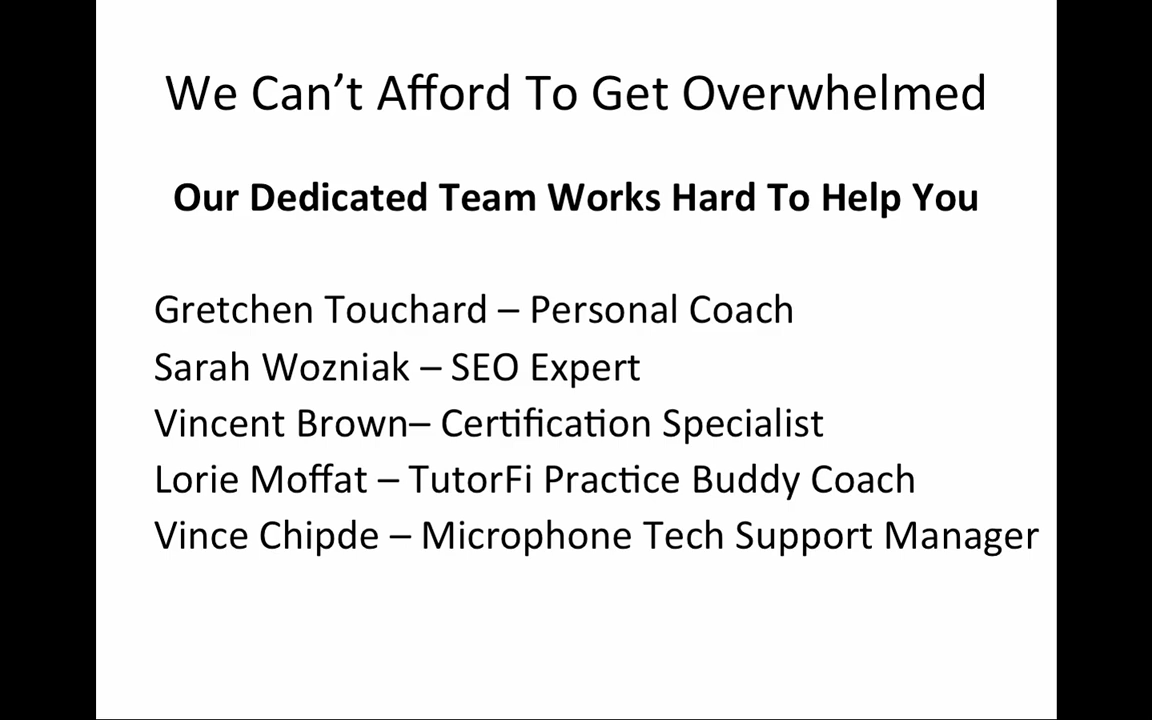 We Can’t Afford To Get Overwhelmed
Our Dedicated Team Works Hard To Help You
Gretchen Touchard – Personal Coach
Sarah Wozniak – SEO Expert
Vincent Brown– Certification Specialist
Lorie Moffat – TutorFi Practice Buddy Coach
Vince Chipde – Microphone Tech Support Manager